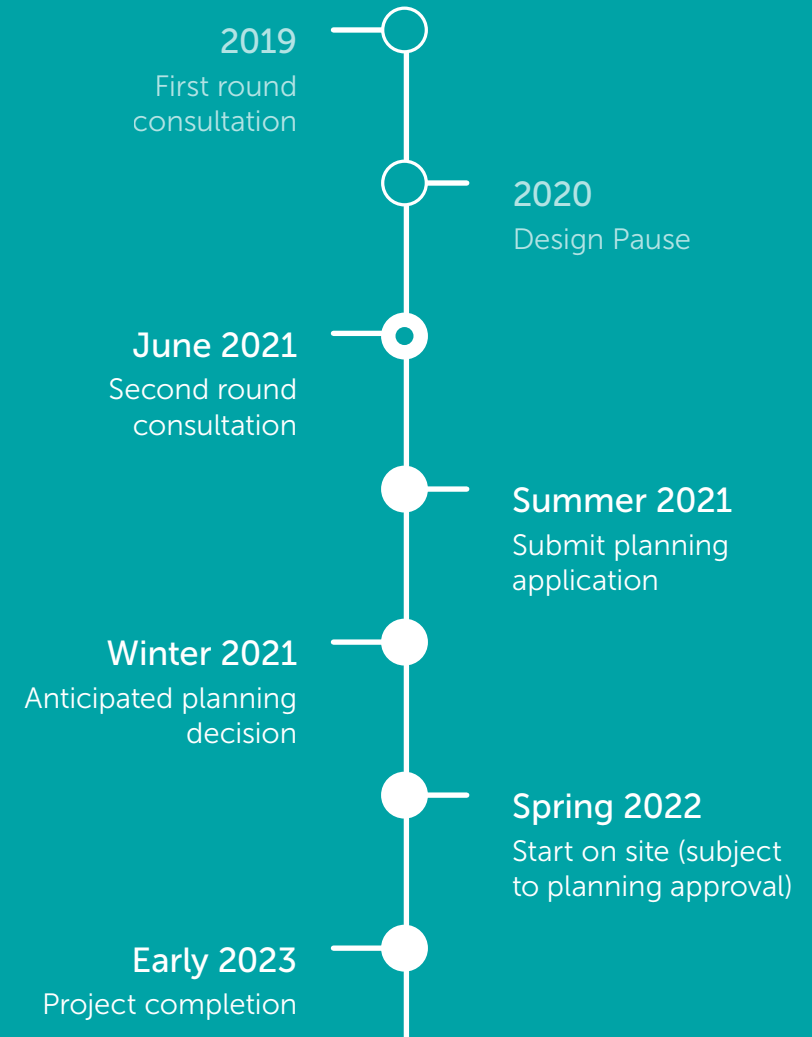 2019
First round
consultation
2020
Design Pause
June 2021
Second round
consultation
Summer 2021
Submit planning
application
Winter 2021
Anticipated planning
decision
Spring 2022
Start on site (subject
to planning approval)
Early 2023
Project completion